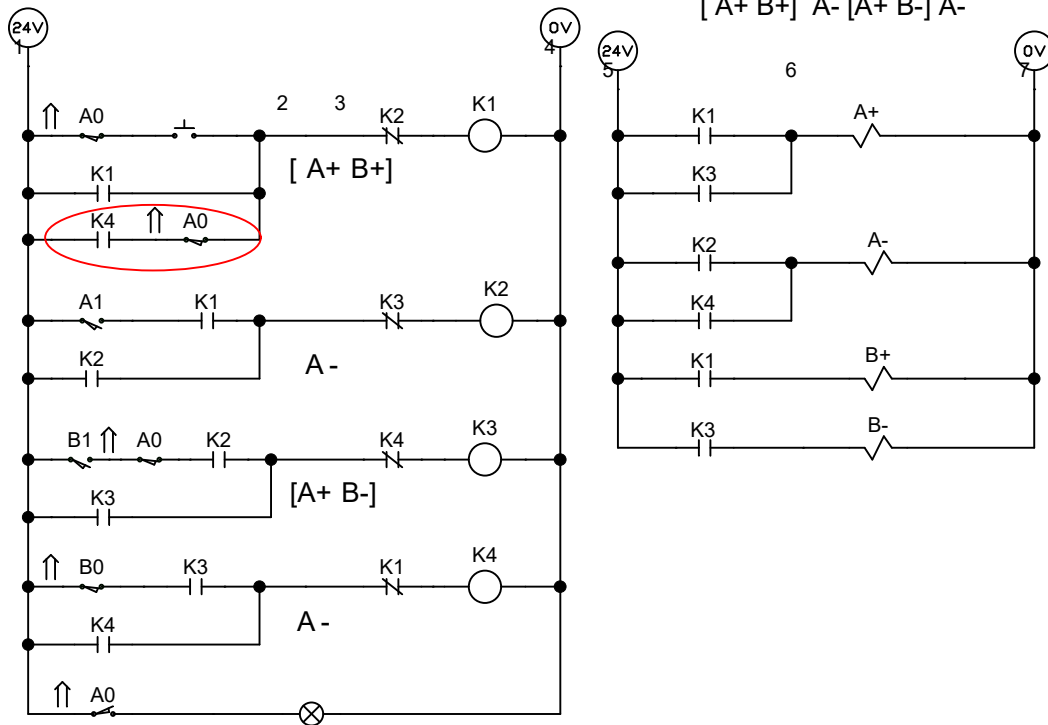 [ A+ B+] A- [A+ B-] A-
24V
1
0V
4
A0
2
3
K2
K1
[ A+ B+]
K1
K4
A0
A1
K1
K3
K2
A -
K2
B1
A0
K2
K4
K3
[A+ B-]
K3
B0
K3
K1
K4
A -
K4
A0
24V
5
6
0V
7
K1
A+
K3
K2
A-
K4
K1
B+
K3
B-